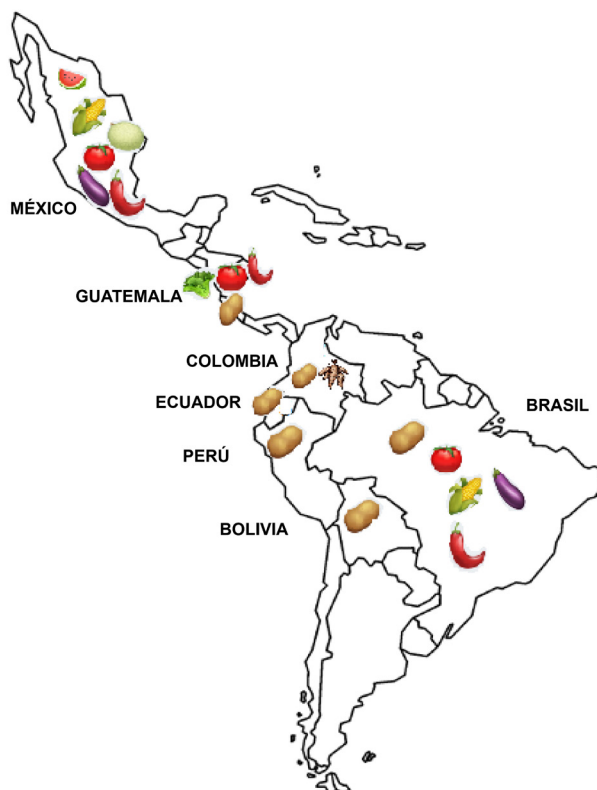 MÉXICO
GUATEMALA
COLOMBIA
ECUADOR
BRASIL
PERÚ
BOLIVIA